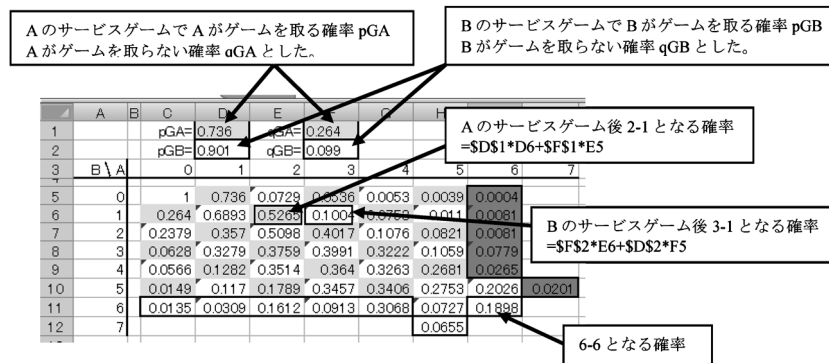 A のサービスゲームで A がゲームを取る確率 pGA
A がゲームを取らない確率 qGA とした。
B のサービスゲームで B がゲームを取る確率 pGB
B がゲームを取らない確率 qGB とした。
A B C D E G H
1 pGA= 0.736 qGA= 0.264
2 pGB= 0.901 qGB= 0.099
3 B \ A 0 1 2 3 4 5 6 7
5 0 1 0.736 0.0729 0.0536 0.0053 0.0039 0.0004
6 1 0.264 0.6893 0.5265 0.1004 0.0753 0.011 0.0081
7 2 0.2379 0.357 0.5098 0.4017 0.1076 0.0821 0.0081
8 3 0.0628 0.3279 0.3759 0.3991 0.3222 0.1059 0.0779
9 4 0.0566 0.1282 0.3514 0.364 0.3263 0.2681 0.0265
10 5 0.0149 0.117 0.1789 0.3457 0.3406 0.2753 0.2026 0.0201
11 6 0.0135 0.0309 0.1612 0.0913 0.3068 0.0727 0.1898
12 7 0.0655
A のサービスゲーム後 2-1 となる確率
=$D$1*D6+$F$1*E5
B のサービスゲーム後 3-1 となる確率
=$F$2*E6+$D$2*F5
6-6 となる確率